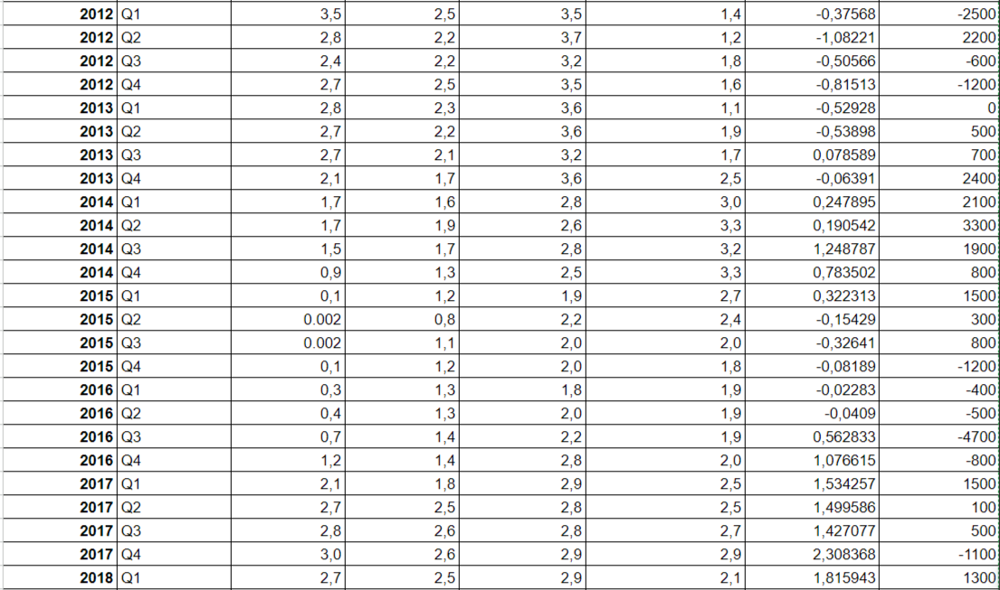 2012 Q1 3,5 2,5 3,5 1,4 -0,37568 -2500
2012 Q2 2,8 2,2 3,7 1,2 -1,08221 2200
2012 Q3 2,4 2,2 3,2 1,8 -0,50566 -600
2012 Q4 2,7 2,5 3,5 1,6 -0,81513 -1200
2013 Q1 2,8 2,3 3,6 1,1 -0,52928 0
2013 Q2 2,7 2,2 3,6 1,9 -0,53898 500
2013 Q3 2,7 2,1 3,2 1,7 0,078589 700
2013 Q4 2,1 1,7 3,6 2,5 -0,06391 2400
2014 Q1 1,7 1,6 2,8 3,0 0,247895 2100
2014 Q2 1,7 1,9 2,6 3,3 0,190542 3300
2014 Q3 1,5 1,7 2,8 3,2 1,248787 1900
2014 Q4 0,9 1,3 2,5 3,3 0,783502 800
2015 Q1 0,1 1,2 1,9 2,7 0,322313 1500
2015 Q2 0.002 0,8 2,2 2,4 -0,15429 300
2015 Q3 0.002 1,1 2,0 2,0 -0,32641 800
2015 Q4 0,1 1,2 2,0 1,8 -0,08189 -1200
2016 Q1 0,3 1,3 1,8 1,9 -0,02283 -400
2016 Q2 0,4 1,3 2,0 1,9 -0,0409 -500
2016 Q3 0,7 1,4 2,2 1,9 0,562833 -4700
2016 Q4 1,2 1,4 2,8 2,0 1,076615 -800
2017 Q1 2,1 1,8 2,9 2,5 1,534257 1500
2017 Q2 2,7 2,5 2,8 2,5 1,499586 100
2017 Q3 2,8 2,6 2,8 2,7 1,427077 500
2017 Q4 3,0 2,6 2,9 2,9 2,308368 -1100
2018 Q1 2,7 2,5 2,9 2,1 1,815943 1300